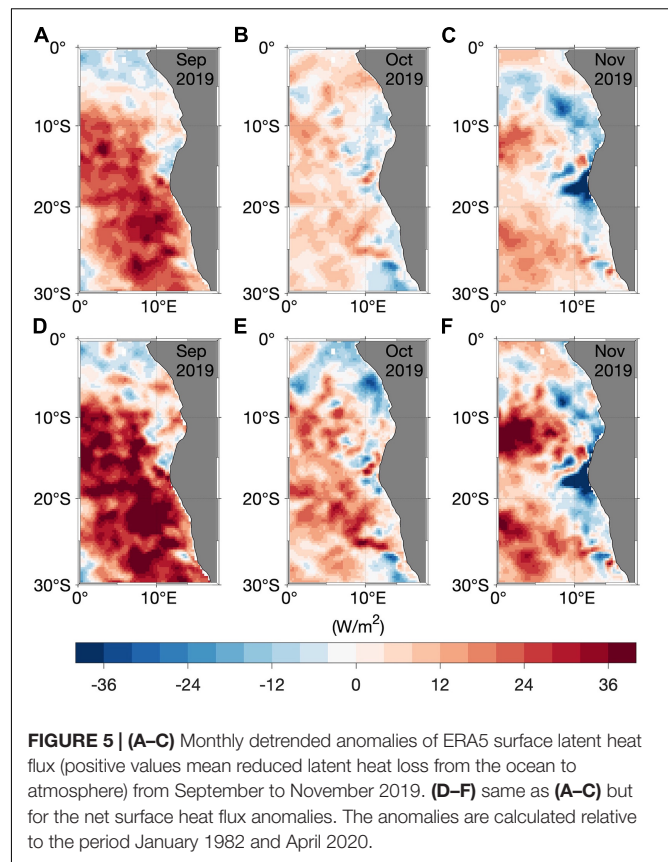 A B C
0° 0° 0°
Sep Oct Nov
2019 2019 2019
10°S 10°S 10°S
20°S 20°S 20°S
30°S 30°S 30°S
0° 10°E 0° 10°E 0° 10°E
D E F
0° 0° 0°
Sep Oct Nov
2019 2019 2019
10°S 10°S 10°S
20°S 20°S 20°S
30°S 30°S 30°S
0° 10°E 0° 10°E 0° 10°E
(W/m²)
-36 -24 -12 0 12 24 36
FIGURE 5 | (A–C) Monthly detrended anomalies of ERA5 surface latent heat
flux (positive values mean reduced latent heat loss from the ocean to
atmosphere) from September to November 2019. (D–F) same as (A–C) but
for the net surface heat flux anomalies. The anomalies are calculated relative
to the period January 1982 and April 2020.